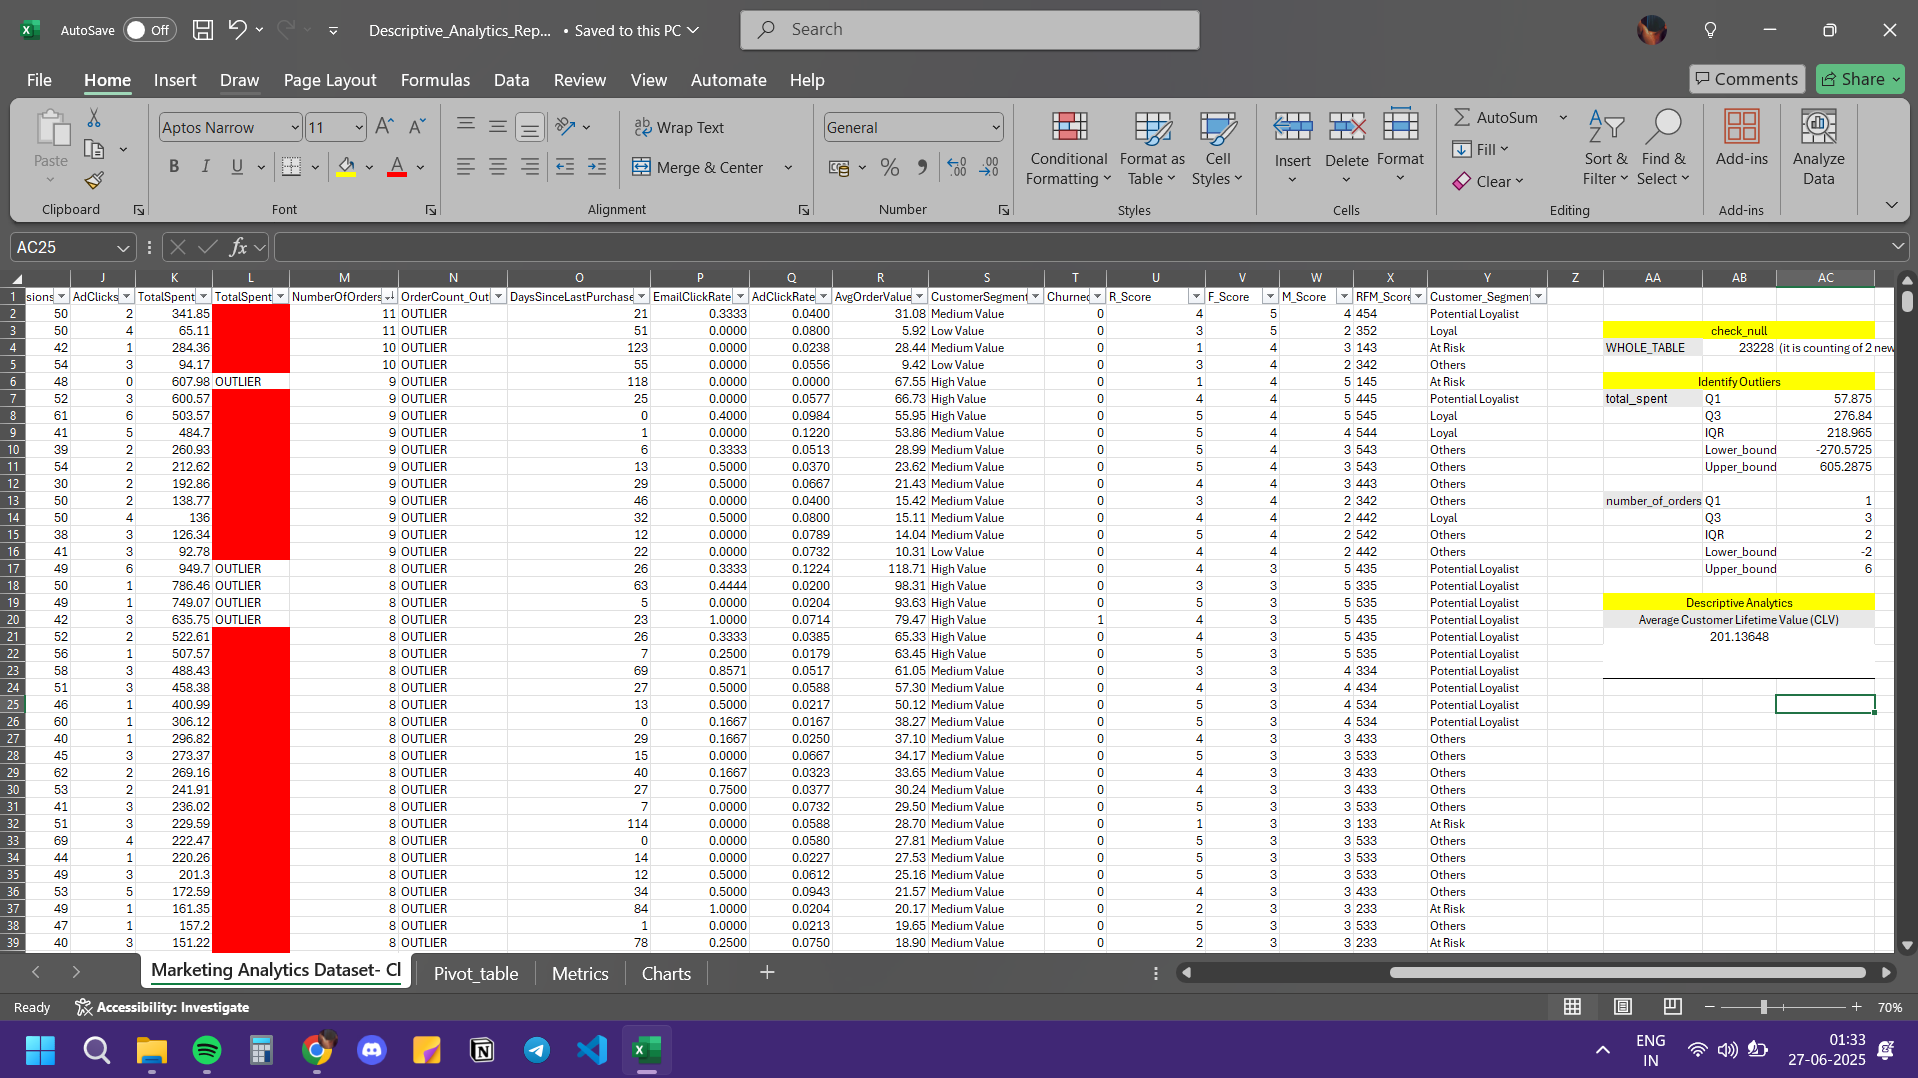 AutoSave Off Descriptive_Analytics_Rep... • Saved to this PC Search
File Home Insert Draw Page Layout Formulas Data Review View Automate Help Comments Share
Paste Aptos Narrow 11 Wrap Text General Conditional Formatting Format as Table Cell Styles Insert Delete Format AutoSum Fill Clear Sort & Filter Find & Select Add-ins Analyze Data
B I U A Merge & Center % .00
Clipboard Font Alignment Number Styles Cells Editing Add-ins
AC25 fx
J K L M N O P Q R S T U V W X Y Z AA AB AC
1 sions AdClicks TotalSpent TotalSpent NumberOfOrders OrderCount_Out DaysSinceLastPurchase EmailClickRate AdClickRate AvgOrderValue CustomerSegment Churned R_Score F_Score M_Score RFM_Score Customer_Segment
2 50 2 341.85 11 OUTLIER 21 0.3333 0.0400 31.08 Medium Value 0 4 5 4 454 Potential Loyalist
3 50 4 65.11 11 OUTLIER 51 0.0000 0.0800 5.92 Low Value 0 3 5 2 352 Loyal check_null
4 42 1 284.36 10 OUTLIER 123 0.0000 0.0238 28.44 Medium Value 0 1 4 3 143 At Risk WHOLE_TABLE 23228 (it is counting of 2 new
5 54 3 94.17 10 OUTLIER 55 0.0000 0.0556 9.42 Low Value 0 3 4 2 342 Others
6 48 0 607.98 OUTLIER 9 OUTLIER 118 0.0000 0.0000 67.55 High Value 0 1 4 5 145 At Risk Identify Outliers
7 52 3 600.57 9 OUTLIER 25 0.0000 0.0577 66.73 High Value 0 4 4 5 445 Potential Loyalist total_spent Q1 57.875
8 61 6 503.57 9 OUTLIER 0 0.4000 0.0984 55.95 High Value 0 5 4 5 545 Loyal Q3 276.84
9 41 5 484.7 9 OUTLIER 1 0.0000 0.1220 53.86 Medium Value 0 5 4 4 544 Loyal IQR 218.965
10 39 2 260.93 9 OUTLIER 6 0.3333 0.0513 28.99 Medium Value 0 5 4 3 543 Others Lower_bound -270.5725
11 54 2 212.62 9 OUTLIER 13 0.5000 0.0370 23.62 Medium Value 0 5 4 3 543 Others Upper_bound 605.2875
12 30 2 192.86 9 OUTLIER 29 0.5000 0.0667 21.43 Medium Value 0 4 4 3 443 Others
13 50 2 138.77 9 OUTLIER 46 0.0000 0.0400 15.42 Medium Value 0 3 4 2 342 Others number_of_orders Q1 1
14 50 4 136 9 OUTLIER 32 0.5000 0.0800 15.11 Medium Value 0 4 4 2 442 Loyal Q3 3
15 38 3 126.34 9 OUTLIER 12 0.0000 0.0789 14.04 Medium Value 0 5 4 2 542 Others IQR 2
16 41 3 92.78 9 OUTLIER 22 0.0000 0.0732 10.31 Low Value 0 4 4 2 442 Others Lower_bound -2
17 49 6 949.7 OUTLIER 8 OUTLIER 26 0.3333 0.1224 118.71 High Value 0 4 3 5 435 Potential Loyalist Upper_bound 6
18 50 1 786.46 OUTLIER 8 OUTLIER 63 0.4444 0.0200 98.31 High Value 0 3 3 5 335 Potential Loyalist
19 49 1 749.07 OUTLIER 8 OUTLIER 5 0.0000 0.0204 93.63 High Value 0 5 3 5 535 Potential Loyalist Descriptive Analytics
20 42 3 635.75 OUTLIER 8 OUTLIER 23 1.0000 0.0714 79.47 High Value 1 4 3 5 435 Potential Loyalist Average Customer Lifetime Value (CLV)
21 52 2 522.61 8 OUTLIER 26 0.3333 0.0385 65.33 High Value 0 4 3 5 435 Potential Loyalist 201.13648
22 56 1 507.57 8 OUTLIER 7 0.2500 0.0179 63.45 High Value 0 5 3 5 535 Potential Loyalist
23 58 3 488.43 8 OUTLIER 69 0.8571 0.0517 61.05 Medium Value 0 3 3 4 334 Potential Loyalist
24 51 3 458.38 8 OUTLIER 27 0.5000 0.0588 57.30 Medium Value 0 4 3 4 434 Potential Loyalist
25 46 1 400.99 8 OUTLIER 13 0.5000 0.0217 50.12 Medium Value 0 5 3 4 534 Potential Loyalist
26 60 1 306.12 8 OUTLIER 0 0.1667 0.0167 38.27 Medium Value 0 5 3 4 534 Potential Loyalist
27 40 1 296.82 8 OUTLIER 29 0.1667 0.0250 37.10 Medium Value 0 4 3 3 433 Others
28 45 3 273.37 8 OUTLIER 15 0.0000 0.0667 34.17 Medium Value 0 5 3 3 533 Others
29 62 2 269.16 8 OUTLIER 40 0.1667 0.0323 33.65 Medium Value 0 4 3 3 433 Others
30 53 2 241.91 8 OUTLIER 27 0.7500 0.0377 30.24 Medium Value 0 4 3 3 433 Others
31 41 3 236.02 8 OUTLIER 7 0.0000 0.0732 29.50 Medium Value 0 5 3 3 533 Others
32 51 3 229.59 8 OUTLIER 114 0.0000 0.0588 28.70 Medium Value 0 1 3 3 133 At Risk
33 69 4 222.47 8 OUTLIER 0 0.0000 0.0580 27.81 Medium Value 0 5 3 3 533 Others
34 44 1 220.26 8 OUTLIER 14 0.0000 0.0227 27.53 Medium Value 0 5 3 3 533 Others
35 49 3 201.3 8 OUTLIER 12 0.5000 0.0612 25.16 Medium Value 0 5 3 3 533 Others
36 53 5 172.59 8 OUTLIER 34 0.5000 0.0943 21.57 Medium Value 0 4 3 3 433 Others
37 49 1 161.35 8 OUTLIER 84 1.0000 0.0204 20.17 Medium Value 0 2 3 3 233 At Risk
38 47 1 157.2 8 OUTLIER 1 0.0000 0.0213 19.65 Medium Value 0 5 3 3 533 Others
39 40 3 151.22 8 OUTLIER 78 0.2500 0.0750 18.90 Medium Value 0 2 3 3 233 At Risk
Marketing Analytics Dataset- Cl Pivot_table Metrics Charts
Ready Accessibility: Investigate 70%
ENG IN 01:33
27-06-2025